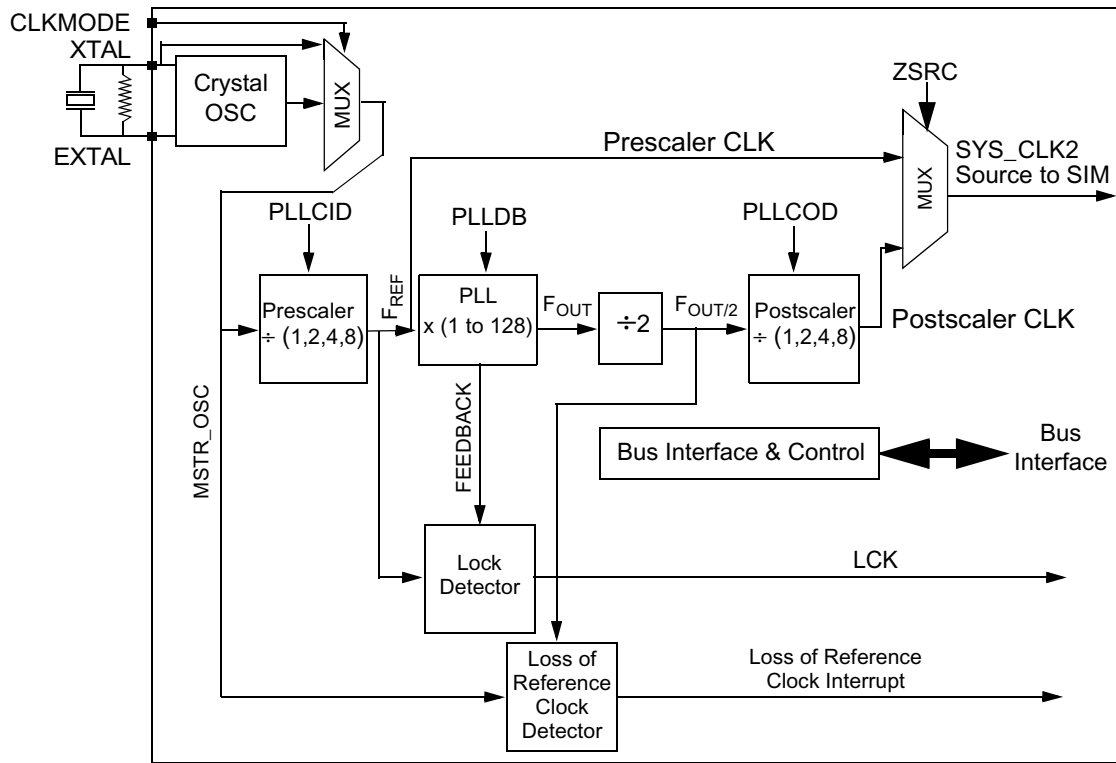 CLKMODE
XTAL
EXTAL
Crystal
OSC
MUX
ZSRC
Prescaler CLK
MUX
SYS_CLK2
Source to SIM
PLLCID
PLLDB
PLLCOD
Prescaler
÷ (1,2,4,8)
FREF
PLL
x (1 to 128)
FOUT
÷2
FOUT/2
Postscaler
÷ (1,2,4,8)
Postscaler CLK
MSTR_OSC
FEEDBACK
Bus Interface & Control
Bus
Interface
Lock
Detector
LCK
Loss of
Reference
Clock
Detector
Loss of Reference
Clock Interrupt